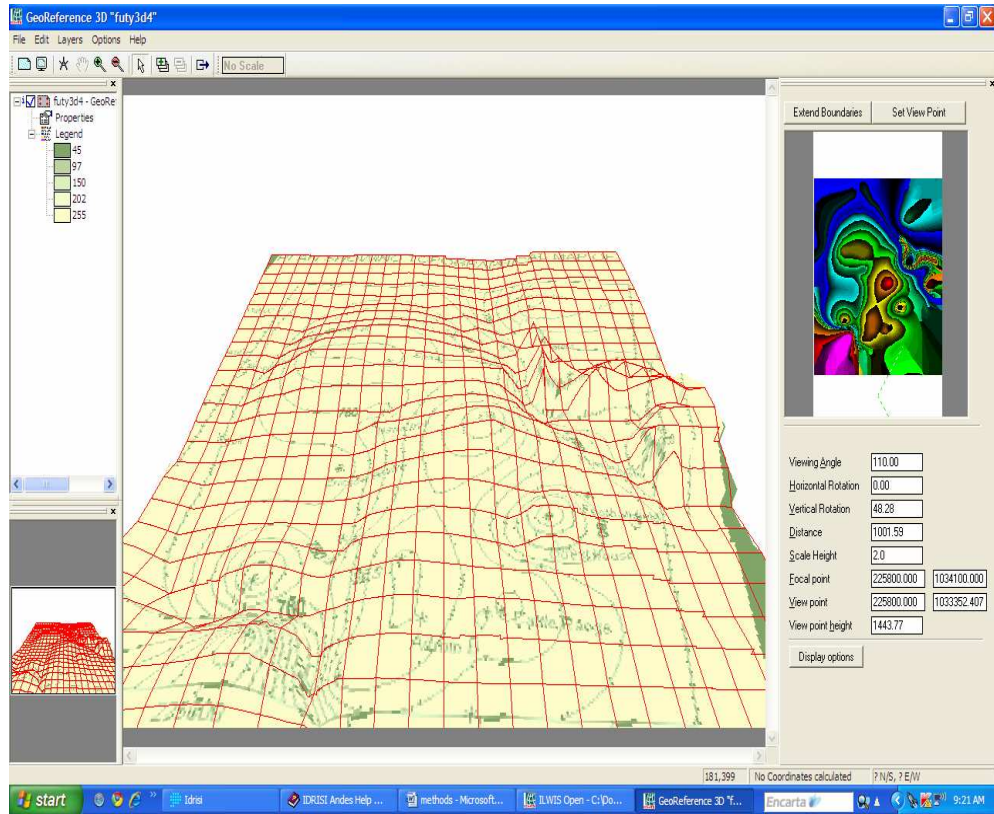 GeoReference 3D "futy3d4"
File Edit Layers Options Help
No Scale
futy3d4 - GeoRe
Properties
Legend
45
97
150
202
255
Extend Boundaries Set View Point
Viewing Angle 110.00
Horizontal Rotation 0.00
Vertical Rotation 48.28
Distance 1001.59
Scale Height 2.0
Focal point 225800.000 1034100.000
View point 225800.000 1033352.407
View point height 1443.77
Display options
760
760
181,399 No Coordinates calculated ? N/S, ? E/W
start Idrisi IDRISI Andes Help ... methods - Microsoft... ILWIS Open - C:\Do... GeoReference 3D "f... Encarta 9:21 AM